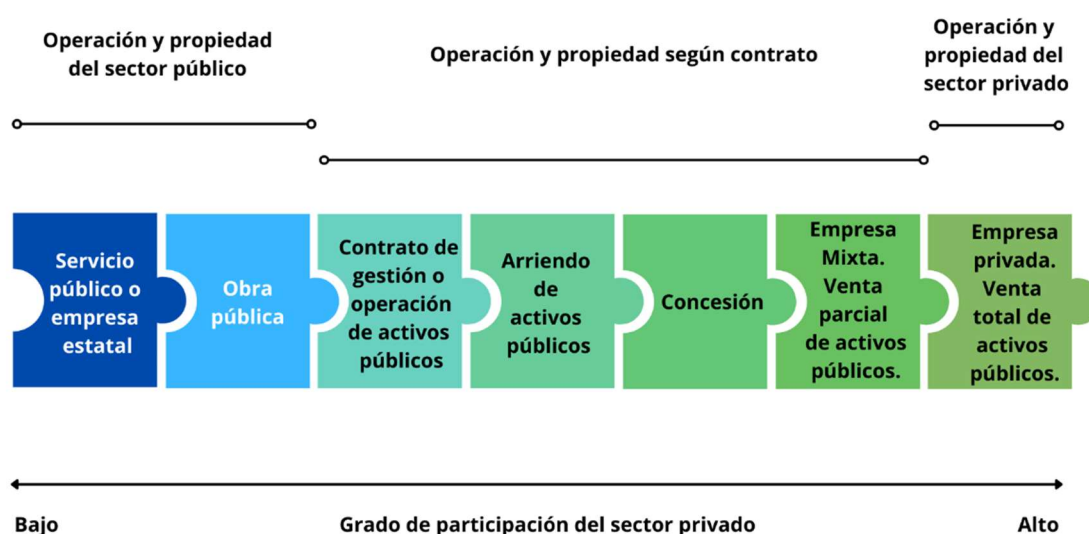 Operación y propiedad
del sector público
Operación y propiedad según contrato
Operación y
propiedad del
sector privado
Servicio
público o
empresa
estatal
Obra
pública
Contrato de
gestión o
operación
de activos
públicos
Arriendo
de
activos
públicos
Concesión
Empresa
Mixta.
Venta
parcial
de activos
públicos.
Empresa
privada.
Venta
total de
activos
públicos.
Bajo
Grado de participación del sector privado
Alto